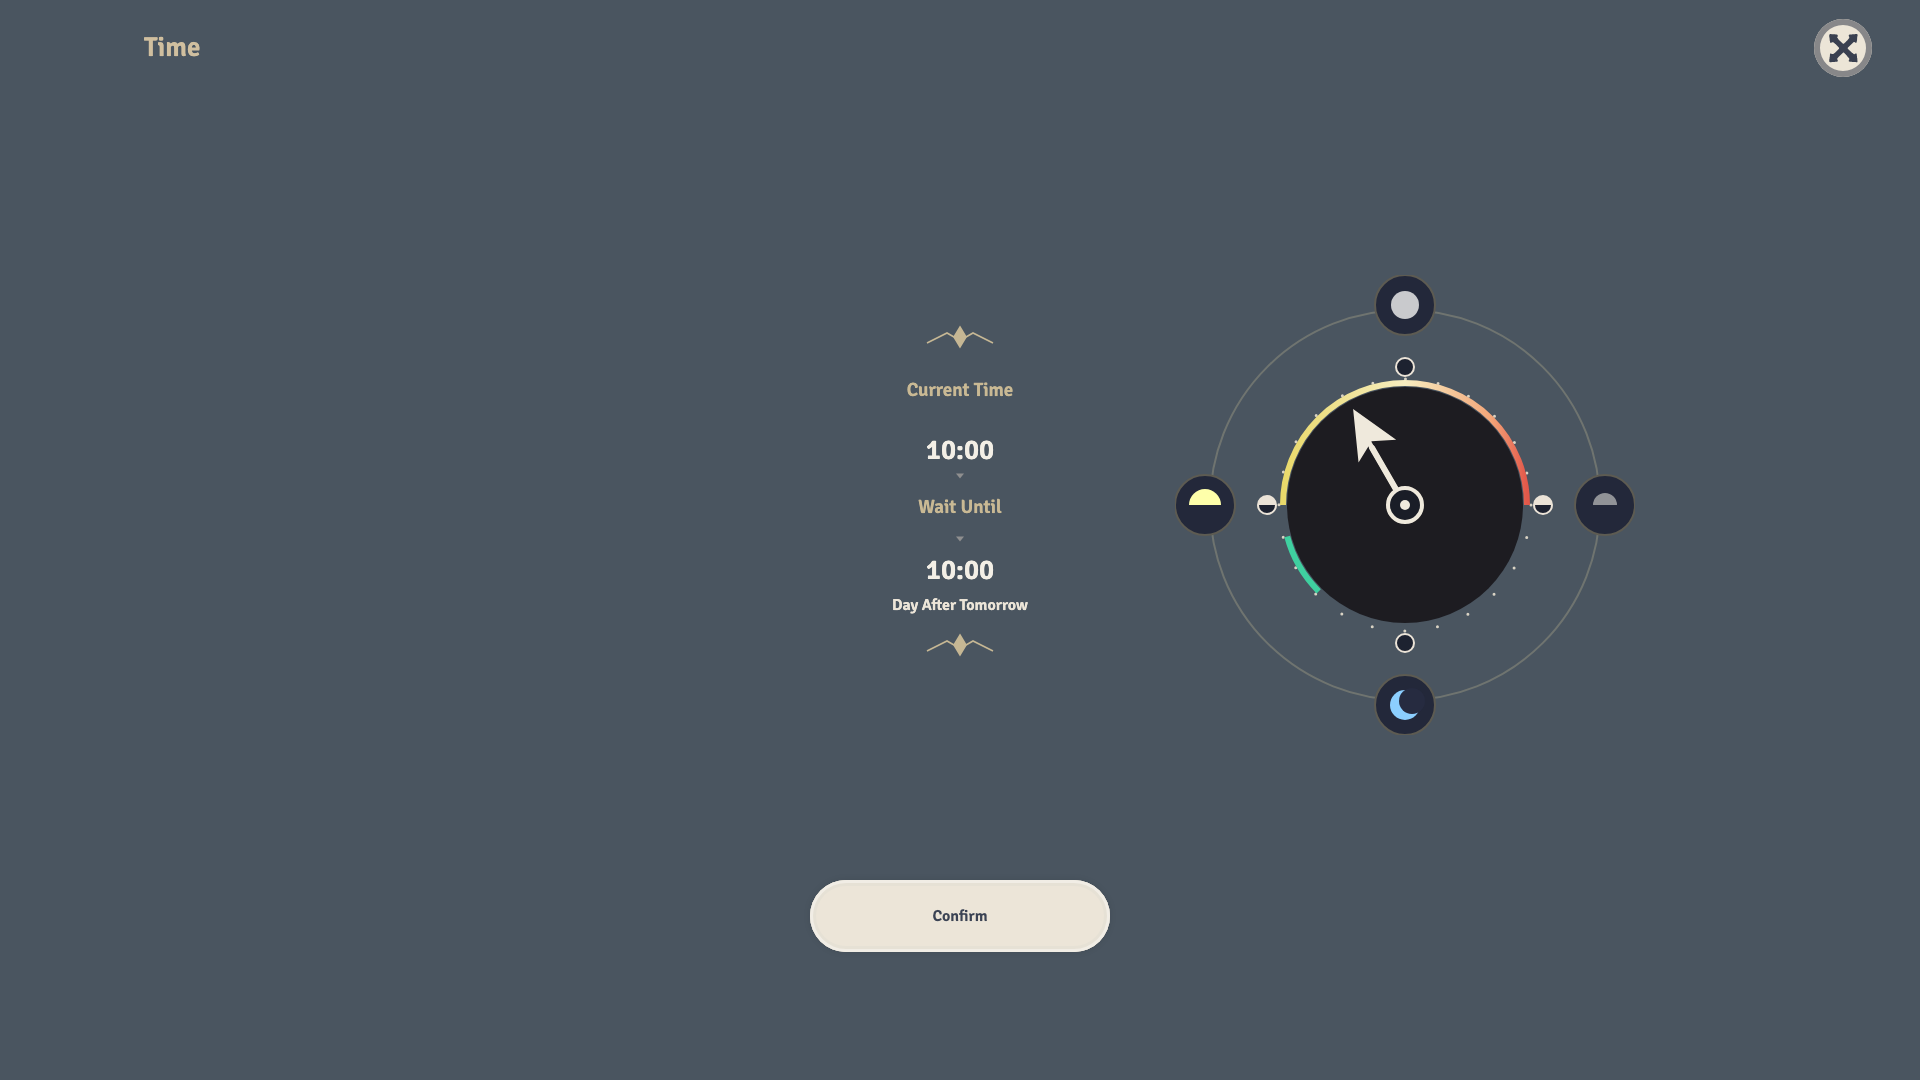 Time
Current Time
10:00
Wait Until
10:00
Day After Tomorrow
Confirm